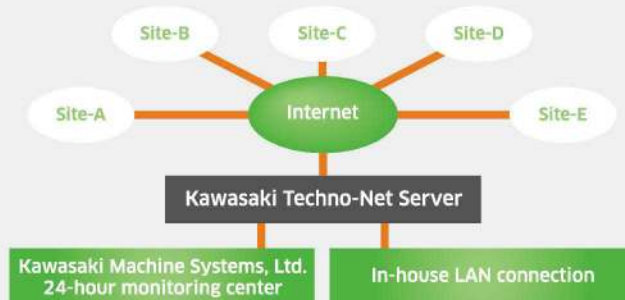 Site-B
Site-C
Site-D
Site-A
Internet
Site-E
Kawasaki Techno-Net Server
Kawasaki Machine Systems, Ltd.
24-hour monitoring center
In-house LAN connection